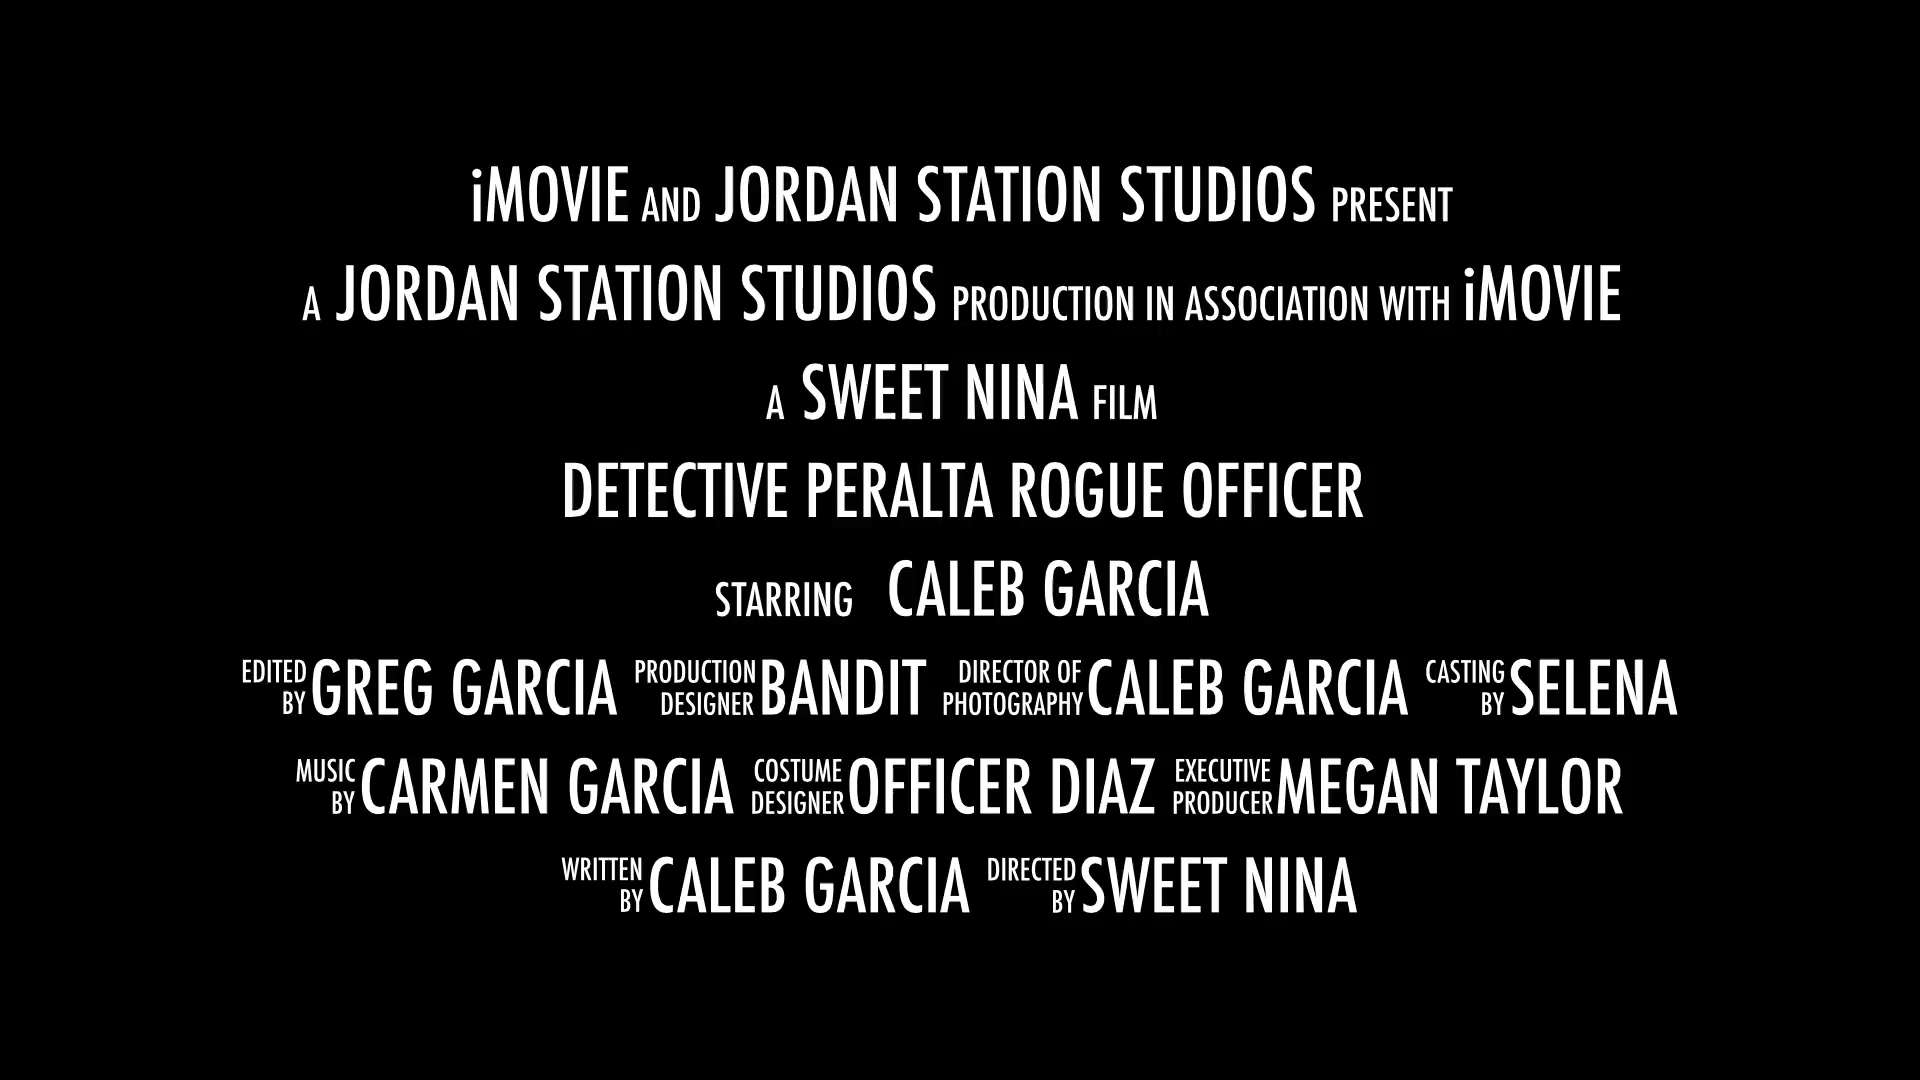 iMOVIE AND JORDAN STATION STUDIOS PRESENT
A JORDAN STATION STUDIOS PRODUCTION IN ASSOCIATION WITH iMOVIE
A SWEET NINA FILM
DETECTIVE PERALTA ROGUE OFFICER
STARRING CALEB GARCIA
EDITED BY GREG GARCIA PRODUCTION DESIGNER BANDIT DIRECTOR OF PHOTOGRAPHY CALEB GARCIA CASTING BY SELENA
MUSIC BY CARMEN GARCIA COSTUME DESIGNER OFFICER DIAZ EXECUTIVE PRODUCER MEGAN TAYLOR
WRITTEN BY CALEB GARCIA DIRECTED BY SWEET NINA